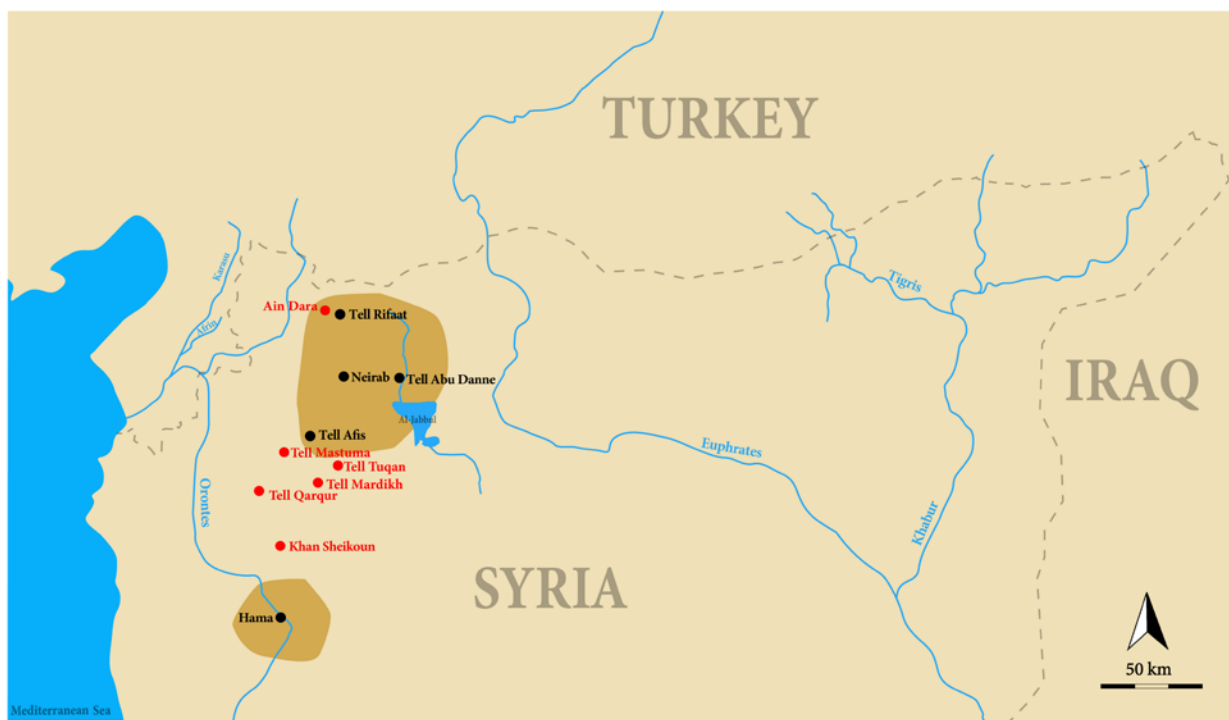 TURKEY
Karasu
Afrin
Ain Dara
Tell Rifaat
Tigris
Neirab
Tell Abu Danne
IRAQ
Al-Jabbul
Tell Afis
Tell Mastuma
Tell Tuqan
Euphrates
Tell Mardikh
Tell Qarqur
Orontes
Khabur
Khan Sheikoun
SYRIA
Hama
50 km
Mediterranean Sea